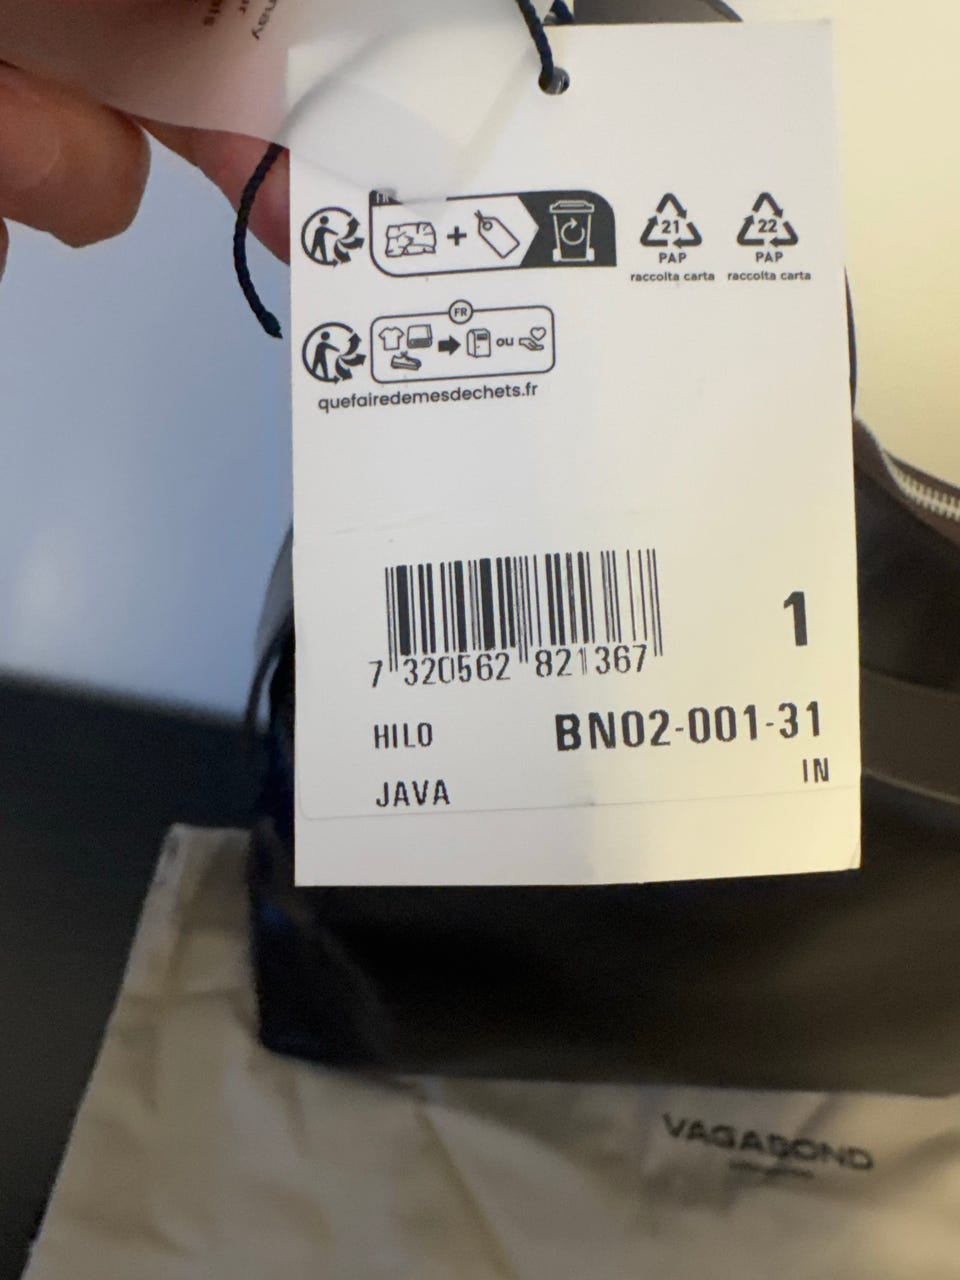 FR
21
PAP
raccolta carta
22
PAP
raccolta carta
FR
ou
quefairedemesdechets.fr
1
7 320562 821367
HILO
BN02-001-31
JAVA
IN
VAGABOND